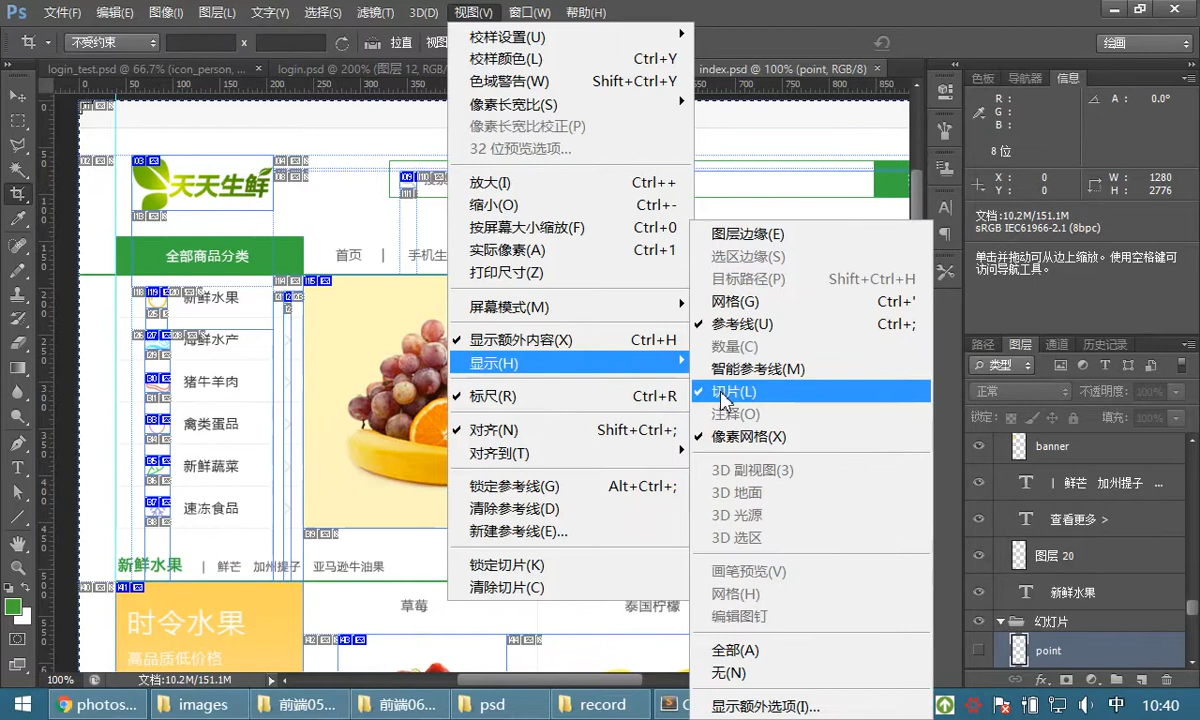 Ps 文件(F) 编辑(E) 图像(I) 图层(L) 文字(Y) 选择(S) 滤镜(T) 3D(D) 视图(V) 窗口(W) 帮助(H)
不受约束 x 拉直 视图 绘画
login_test.psd @ 66.7% (icon_person, ... × login.psd @ 200% (图层 12, RGB/ index.psd @ 100% (point, RGB/8) ×
0 50 100 150 200 250 300 350 650 700 750 800 850
校样设置(U)
校样颜色(L) Ctrl+Y
色域警告(W) Shift+Ctrl+Y
像素长宽比(S)
像素长宽比校正(P)
32 位预览选项...
放大(I) Ctrl++
缩小(O) Ctrl+-
按屏幕大小缩放(F) Ctrl+0
实际像素(A) Ctrl+1
打印尺寸(Z)
屏幕模式(M)
显示额外内容(X) Ctrl+H
显示(H)
标尺(R) Ctrl+R
对齐(N) Shift+Ctrl+;
对齐到(T)
锁定参考线(G) Alt+Ctrl+;
清除参考线(D)
新建参考线(E)...
锁定切片(K)
清除切片(C)
图层边缘(E)
选区边缘(S)
目标路径(P) Shift+Ctrl+H
网格(G) Ctrl+'
参考线(U) Ctrl+;
数量(C)
智能参考线(M)
切片(L)
注释(O)
像素网格(X)
3D 副视图(3)
3D 地面
3D 光源
3D 选区
画笔预览(V)
网格(H)
编辑图钉
全部(A)
无(N)
显示额外选项(I)...
天天生鲜
全部商品分类 首页 | 手机生
新鲜水果
海鲜水产
猪牛羊肉
禽类蛋品
新鲜蔬菜
速冻食品
新鲜水果 | 鲜芒 加州提子 亚马逊牛油果
时令水果
高品质低价格
草莓 泰国柠檬
色板 导航器 信息
R :
G :
B :
A : 0.0°
8 位
X : 0
Y : 0
W : 1280
H : 2776
文档:10.2M/151.1M
sRGB IEC61966-2.1 (8bpc)
单击并拖动可从边上缩放。使用空格键可
访问导航工具。
路径 图层 通道 历史记录
类型
正常 不透明度: 100%
锁定: 填充: 100%
banner
| 鲜芒 加州提子 ...
查看更多 >
图层 20
新鲜水果
幻灯片
point
fx
100% 文档:10.2M/151.1M
photos... images 前端05... 前端06... psd record 中 10:40